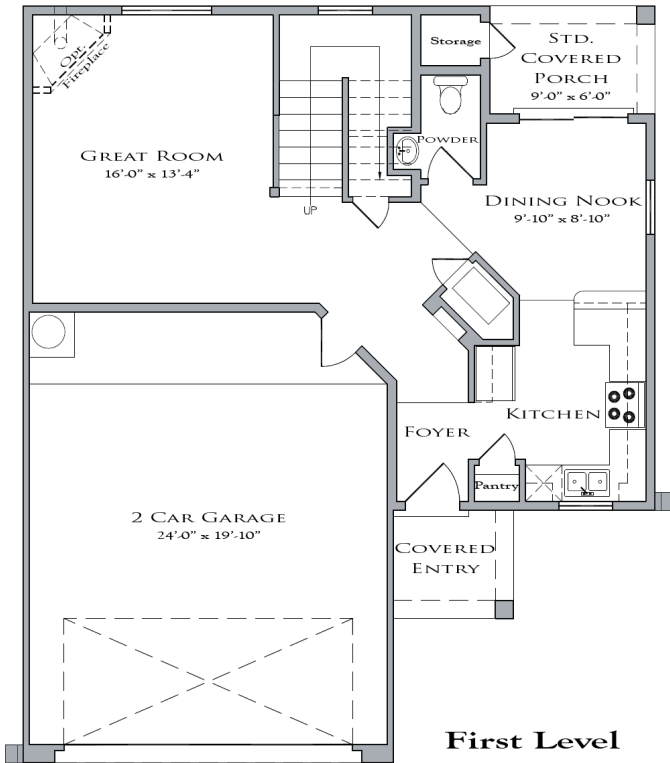 Opt.
Fireplace
Storage
Std.
Covered
Porch
9'-0" x 6'-0"
Great Room
16'-0" x 13'-4"
Powder
Dining Nook
9'-10" x 8'-10"
UP
Kitchen
Foyer
Pantry
2 Car Garage
24'-0" x 19'-10"
Covered
Entry
First Level